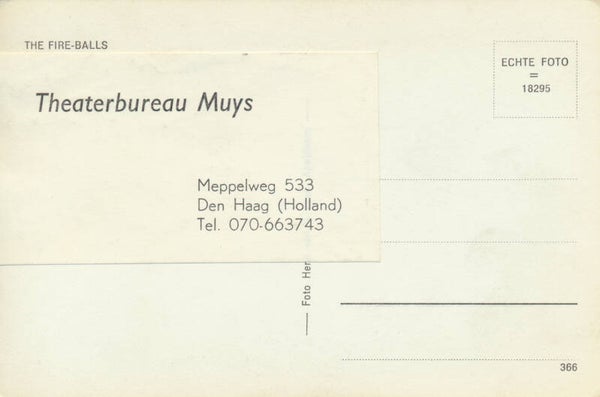 THE FIRE-BALLS
ECHTE FOTO
=
18295
Theaterbureau Muys
Meppelweg 533
Den Haag (Holland)
Tel. 070-663743
Foto
366